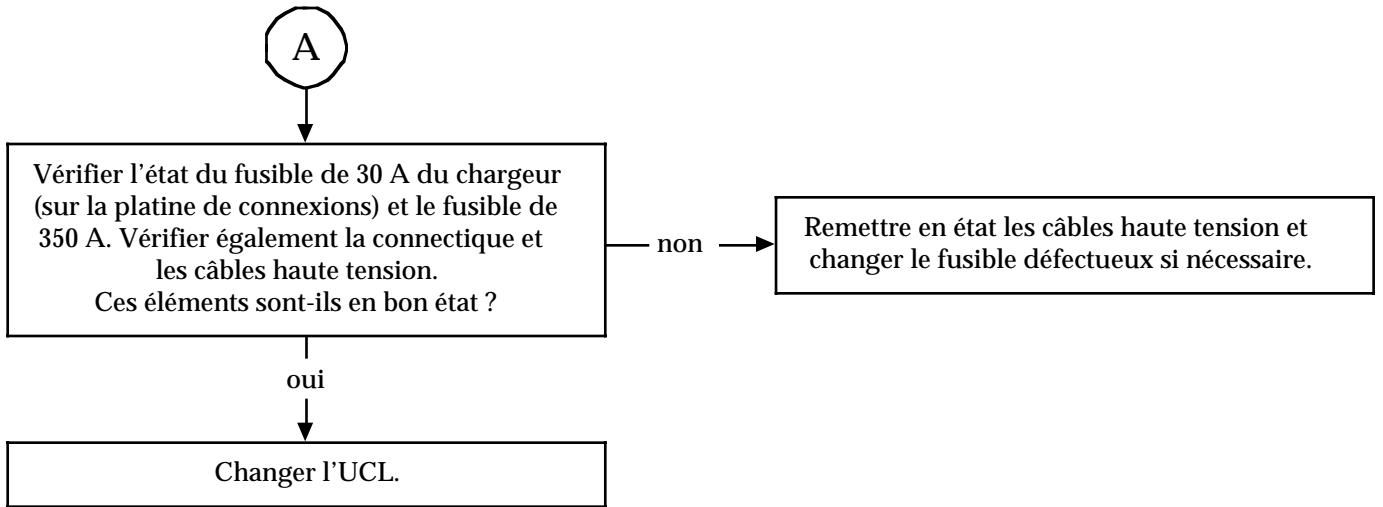 A
Vérifier l'état du fusible de 30 A du chargeur
(sur la platine de connexions) et le fusible de
350 A. Vérifier également la connectique et
les câbles haute tension.
Ces éléments sont-ils en bon état ?
non
Remettre en état les câbles haute tension et
changer le fusible défectueux si nécessaire.
oui
Changer l'UCL.